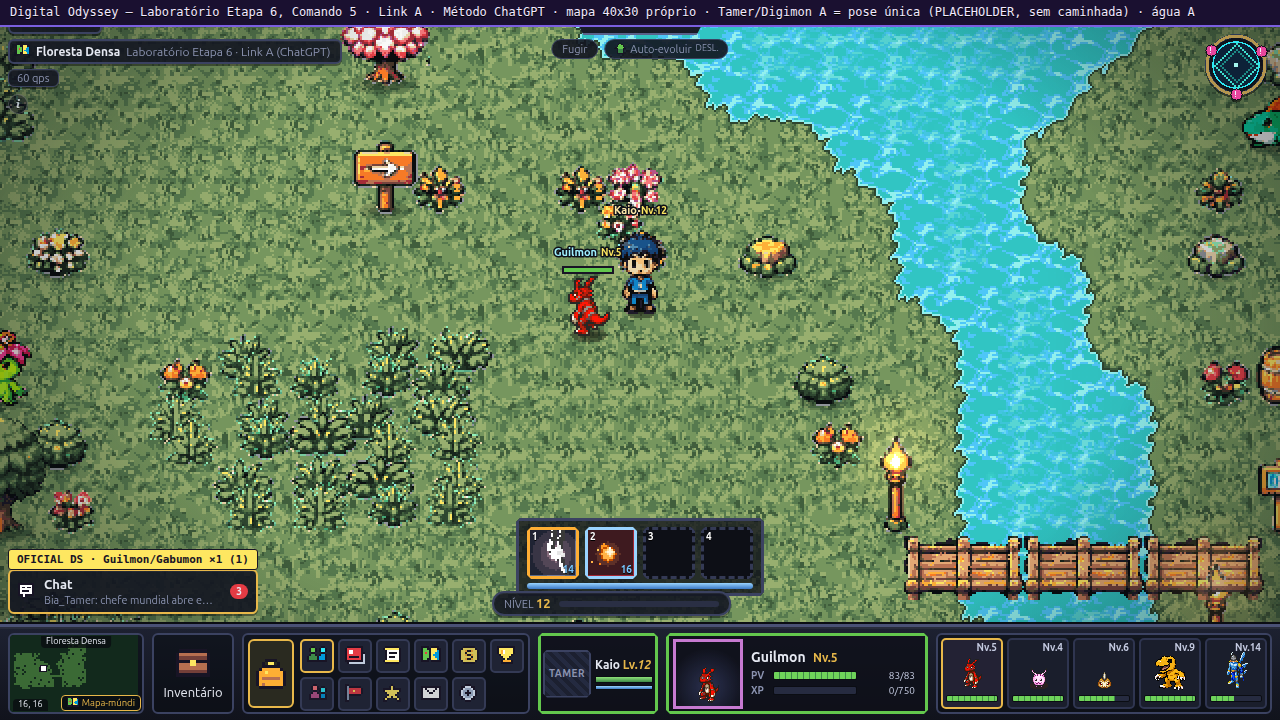 Digital Odyssey — Laboratório Etapa 6, Comando 5 · Link A · Método ChatGPT · mapa 40x30 próprio · Tamer/Digimon A = pose única (PLACEHOLDER, sem caminhada) · água A
Floresta Densa Laboratório Etapa 6 · Link A (ChatGPT)
Fugir
Auto-evoluir DESL.
60 qps
i
Kaio Nv.12
Guilmon Nv.5
1
14
2
16
3
4
NÍVEL 12
OFICIAL DS · Guilmon/Gabumon ×1 (1)
Chat
Bia_Tamer: chefe mundial abre e…
3
Floresta Densa
16, 16
Mapa-múndi
Inventário
S
TAMER
Kaio Lv.12
Guilmon Nv.5
PV 83/83
XP 0/750
Nv.5
Nv.4
Nv.6
Nv.9
Nv.14